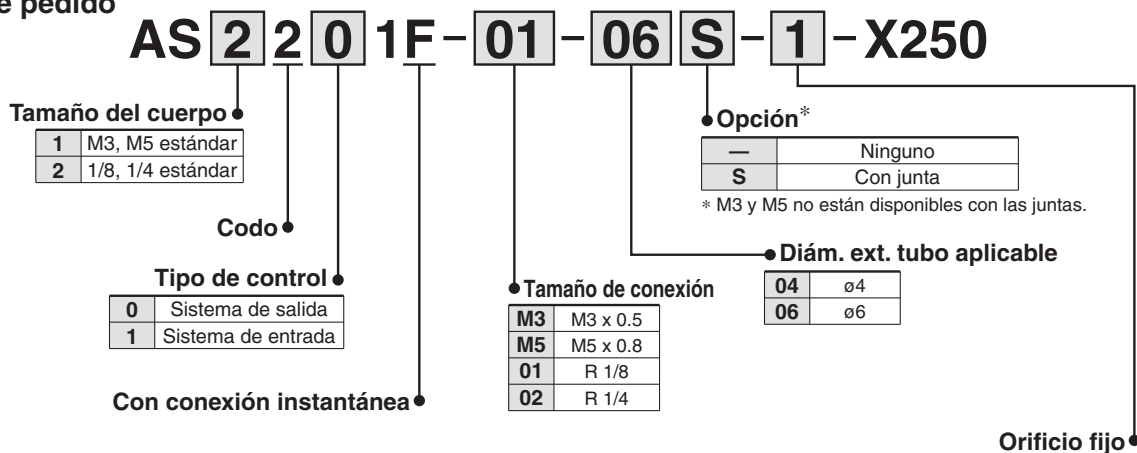 e pedido
AS 2 2 0 1F-01-06 S-1-X250
Tamaño del cuerpo
1 M3, M5 estándar
2 1/8, 1/4 estándar
Codo
Tipo de control
0 Sistema de salida
1 Sistema de entrada
Con conexión instantánea
Tamaño de conexión
M3 M3 x 0.5
M5 M5 x 0.8
01 R 1/8
02 R 1/4
Opción*
— Ninguno
S Con junta
* M3 y M5 no están disponibles con las juntas.
Diám. ext. tubo aplicable
04 ø4
06 ø6
Orificio fijo